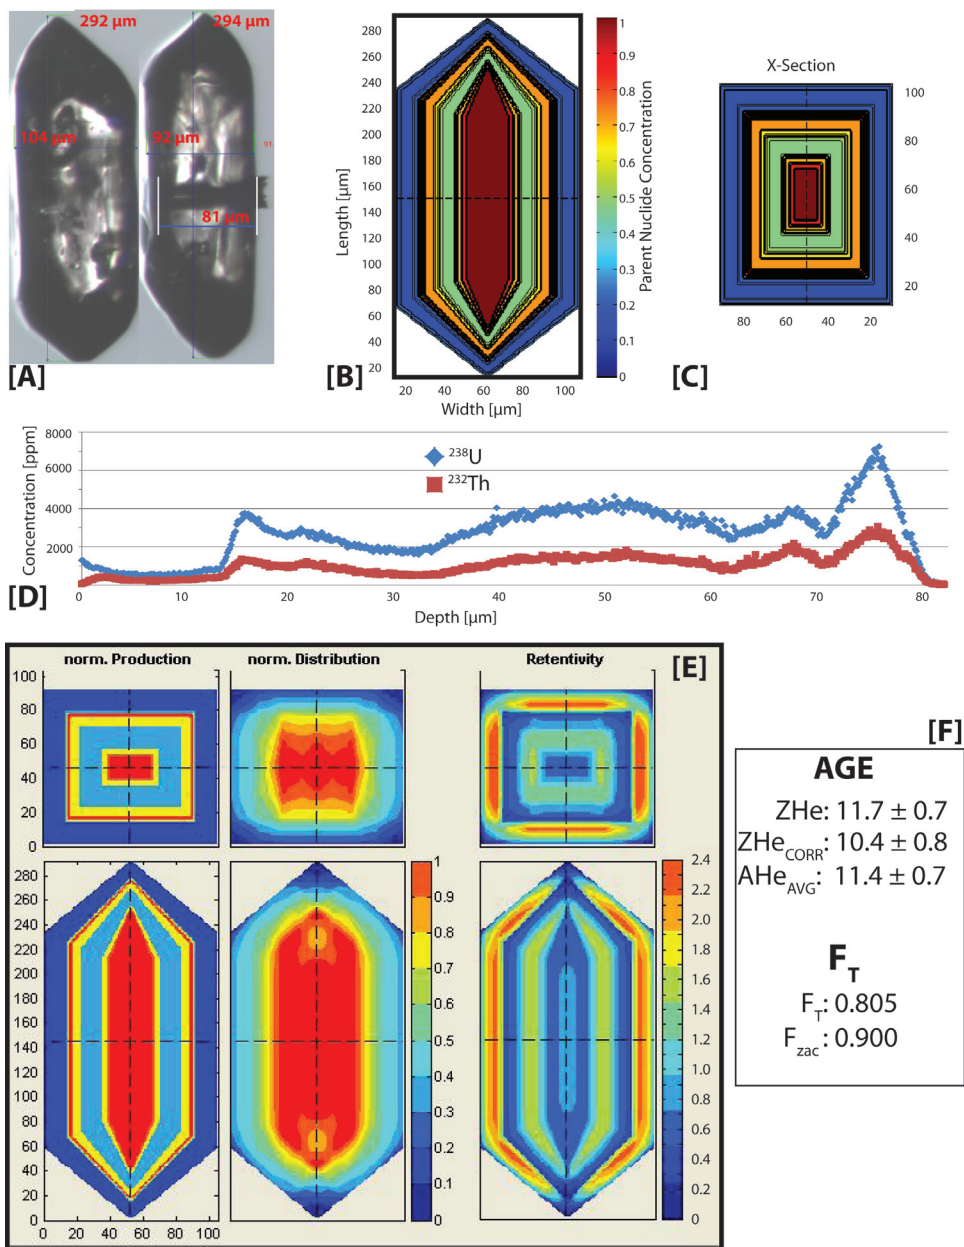 292 µm
294 µm
104 µm
92 µm
91.
81 µm
[A]
Length [µm]
280
260
240
220
200
180
160
140
120
100
80
60
40
20
20 40 60 80 100
Width [µm]
[B]
1
0.9
0.8
0.7
0.6
0.5
0.4
0.3
0.2
0.1
0
Parent Nuclide Concentration
X-Section
100
80
60
40
20
80 60 40 20
[C]
Concentration [ppm]
8000
6000
4000
2000
238U
232Th
0 10 20 30 40 50 60 70 80
Depth [µm]
[D]
norm. Production
norm. Distribution
Retentivity
[E]
100
80
60
40
20
0
280
260
240
220
200
180
160
140
120
100
80
60
40
20
0
0 20 40 60 80 100
1
0.9
0.8
0.7
0.6
0.5
0.4
0.3
0.2
0.1
0
2.4
2.2
2.0
1.8
1.6
1.4
1.2
1.0
0.8
0.6
0.4
0.2
0
[F]
AGE
ZHe: 11.7 ± 0.7
ZHeCORR: 10.4 ± 0.8
AHeAVG: 11.4 ± 0.7
FT
FT: 0.805
Fzac: 0.900